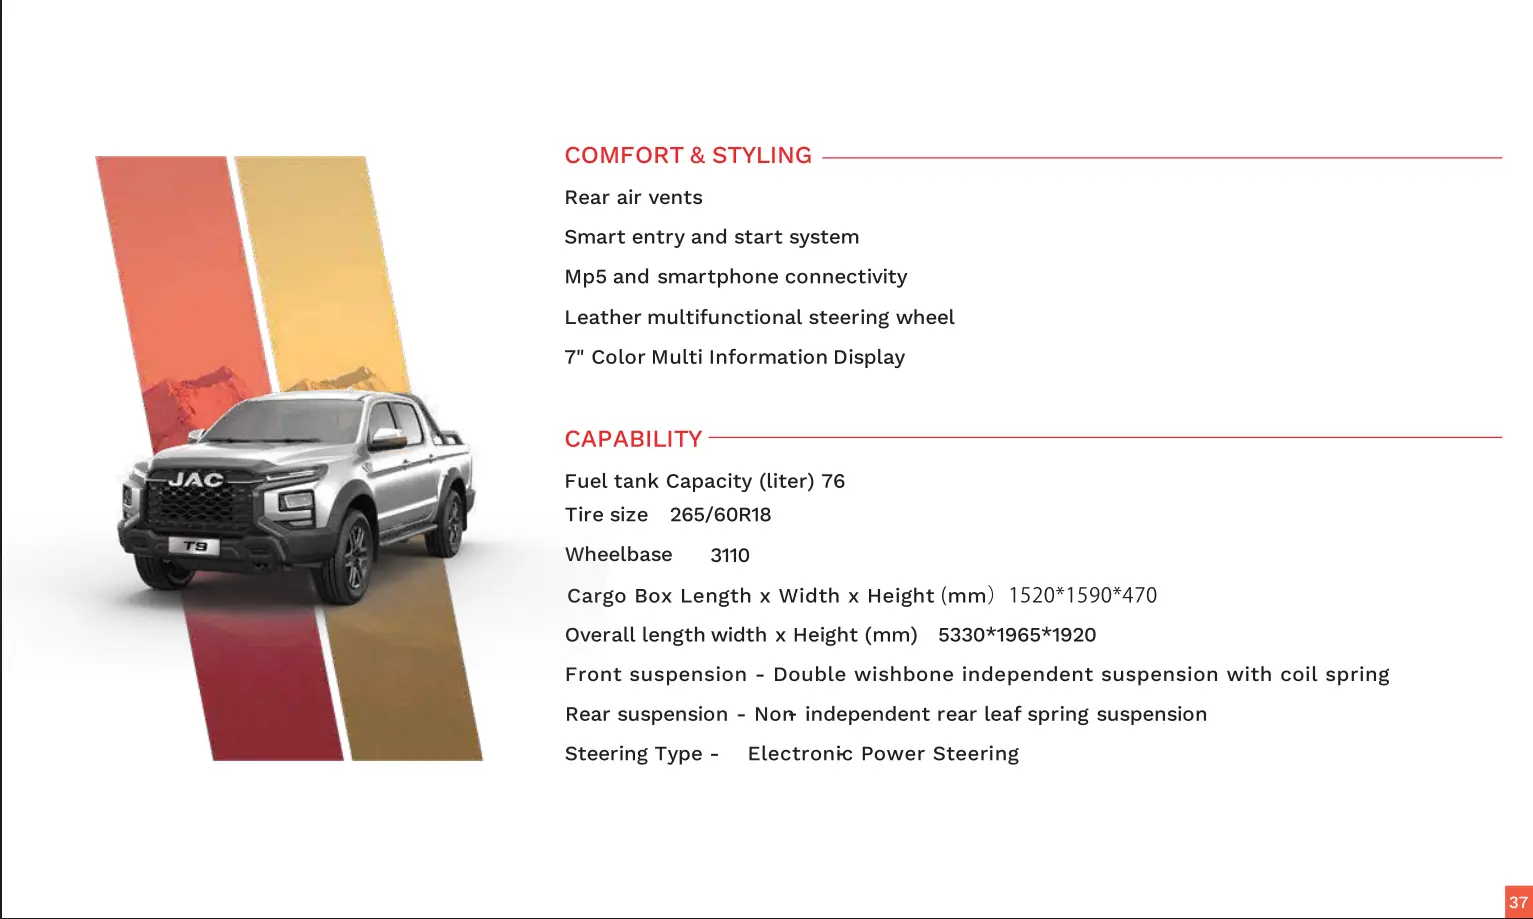 COMFORT & STYLING
Rear air vents
Smart entry and start system
Mp5 and smartphone connectivity
Leather multifunctional steering wheel
7" Color Multi Information Display
CAPABILITY
Fuel tank Capacity (liter) 76
Tire size 265/60R18
Wheelbase 3110
Cargo Box Length x Width x Height (mm） 1520*1590*470
Overall length width x Height (mm) 5330*1965*1920
Front suspension - Double wishbone independent suspension with coil spring
Rear suspension - Non- independent rear leaf spring suspension
Steering Type - Electronic Power Steering
JAC
T9
37